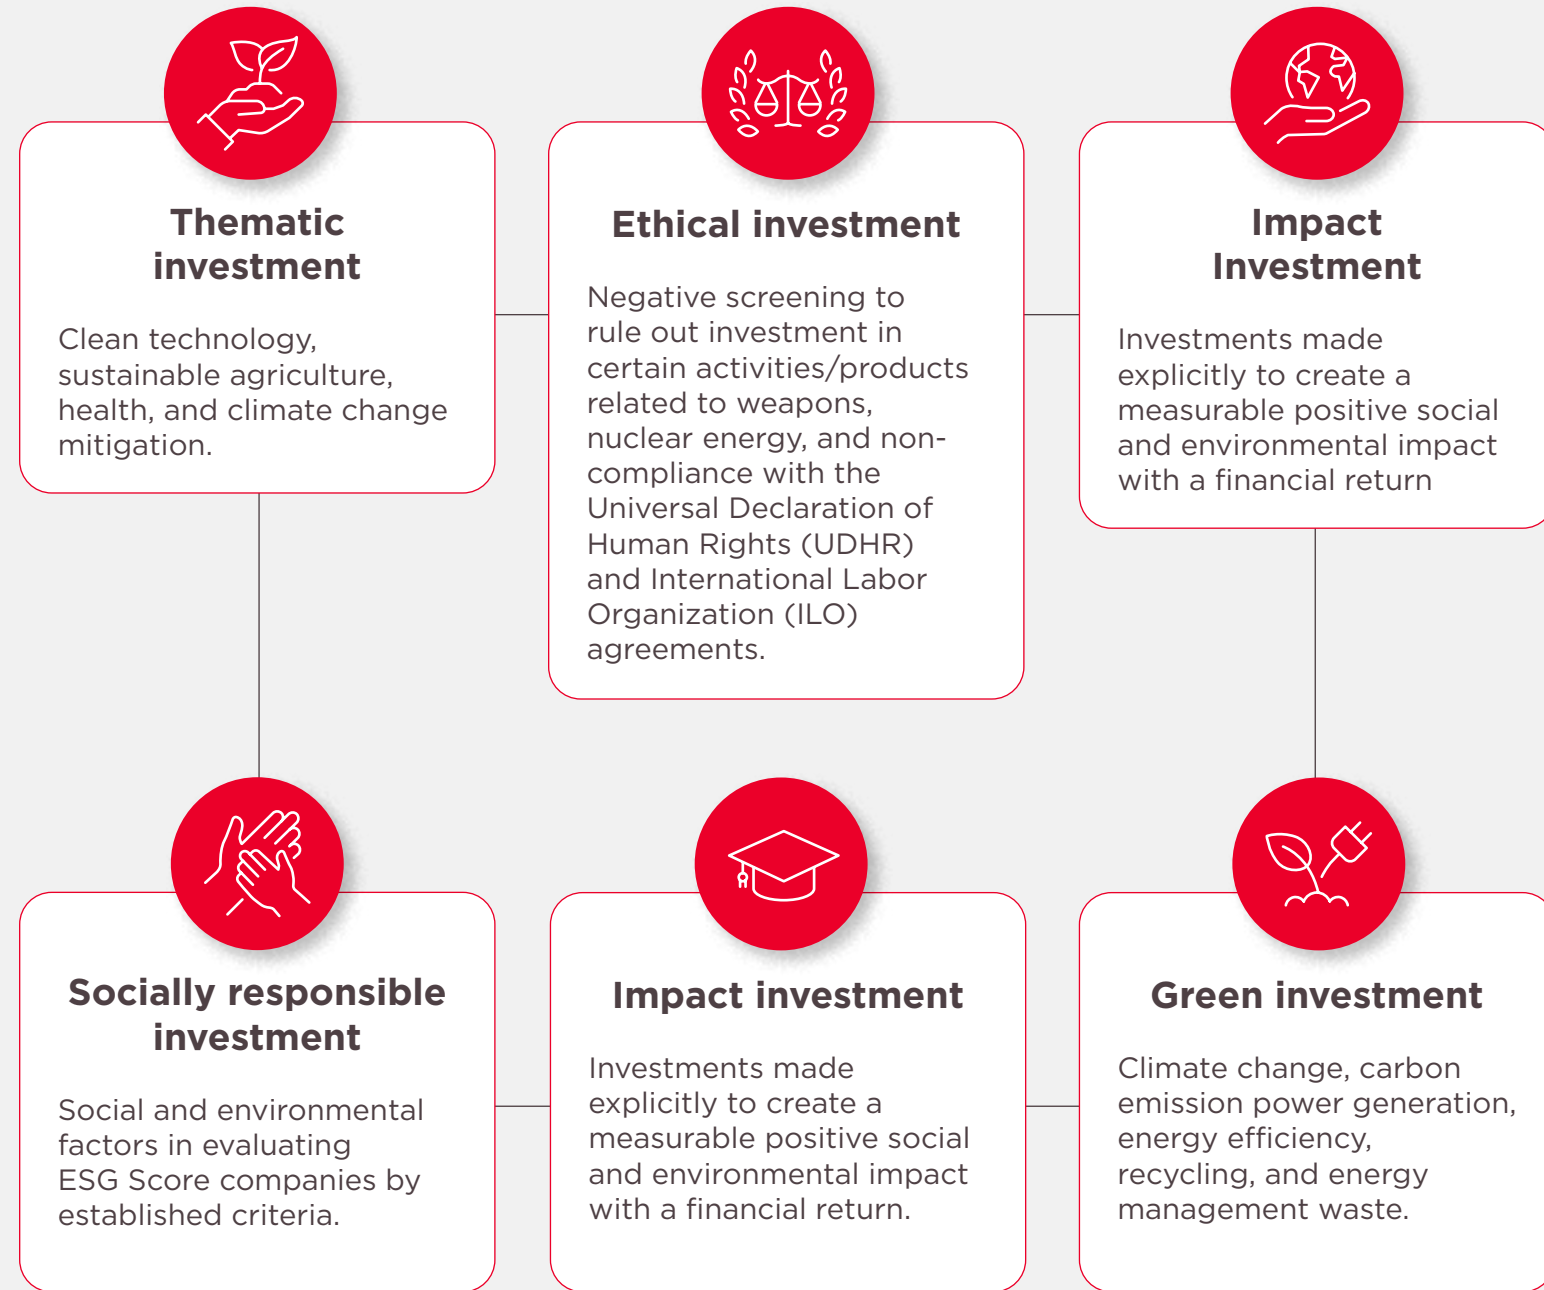 Thematic
investment
Clean technology,
sustainable agriculture,
health, and climate change
mitigation.
Ethical investment
Negative screening to
rule out investment in
certain activities/products
related to weapons,
nuclear energy, and non-
compliance with the
Universal Declaration of
Human Rights (UDHR)
and International Labor
Organization (ILO)
agreements.
Impact
Investment
Investments made
explicitly to create a
measurable positive social
and environmental impact
with a financial return
Socially responsible
investment
Social and environmental
factors in evaluating
ESG Score companies by
established criteria.
Impact investment
Investments made
explicitly to create a
measurable positive social
and environmental impact
with a financial return.
Green investment
Climate change, carbon
emission power generation,
energy efficiency,
recycling, and energy
management waste.